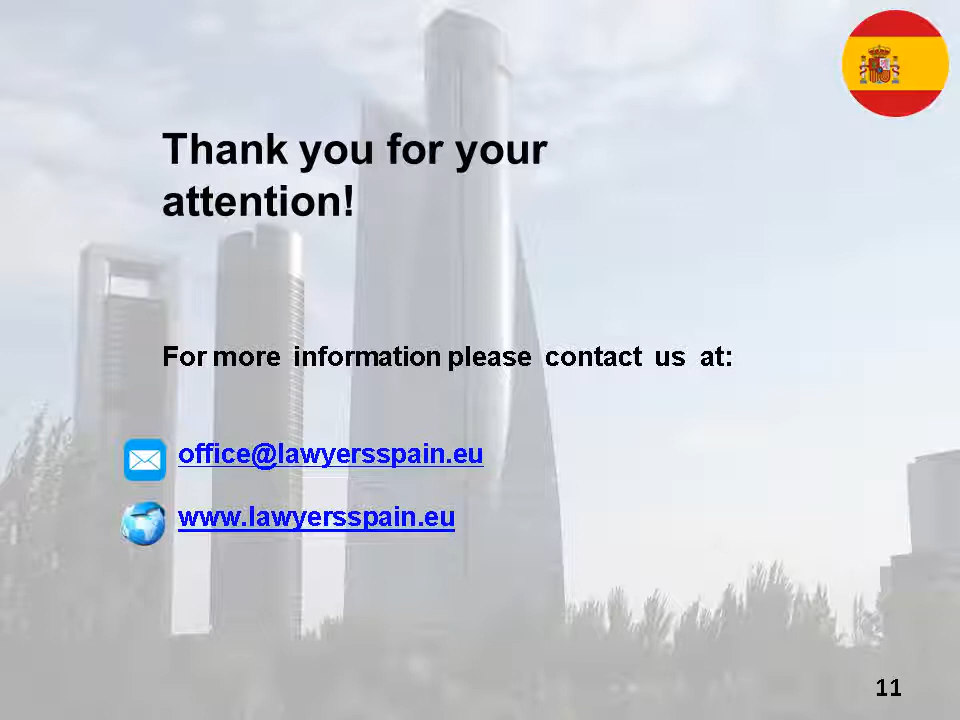 Thank you for your
attention!
For more information please contact us at:
office@lawyersspain.eu
www.lawyersspain.eu
11